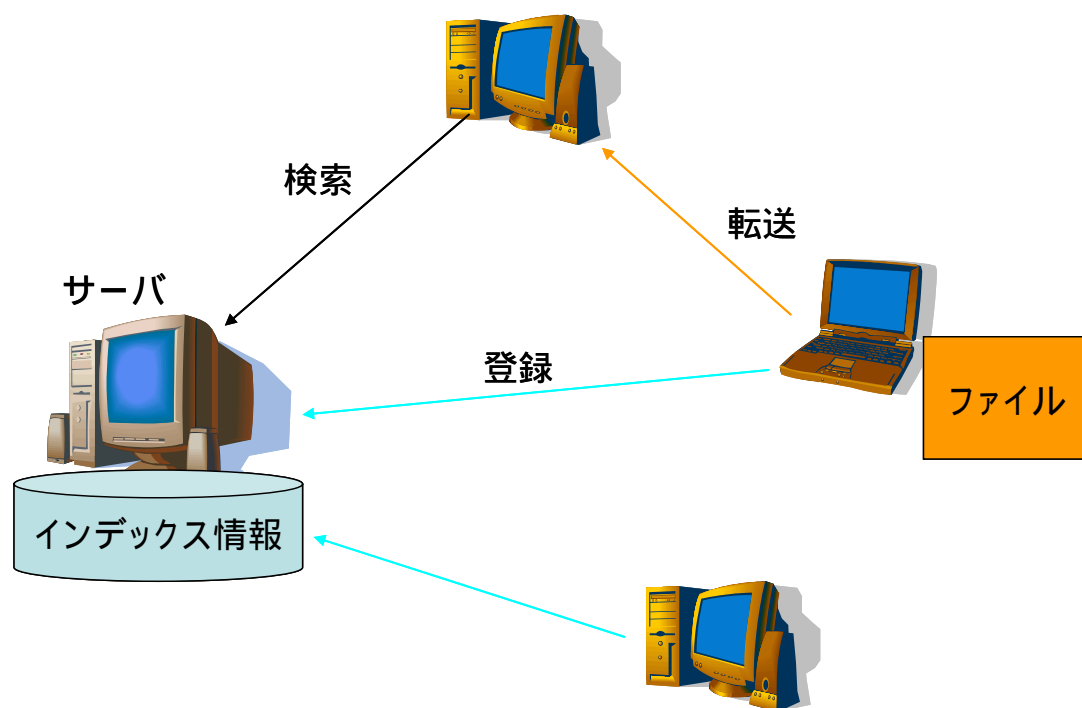 検索
転送
サーバ
登録
ファイル
インデックス情報